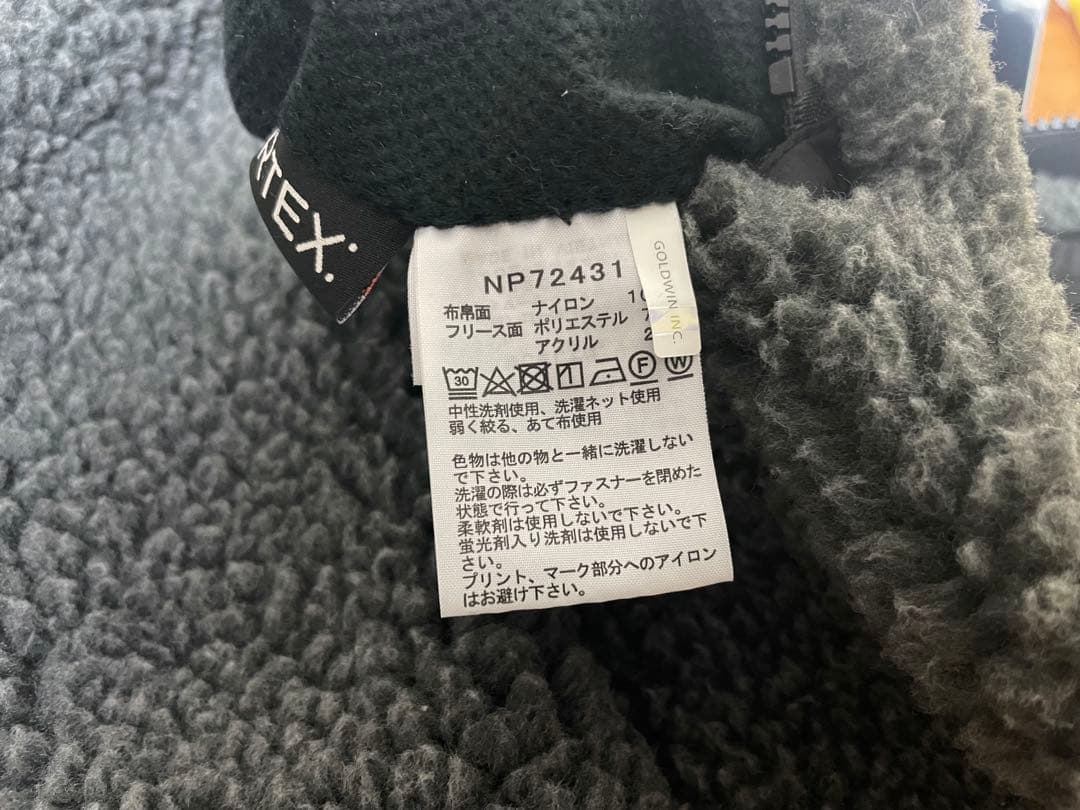 RTEX.
GOLDWIN INC.
NP72431
布帛面 ナイロン
フリース面 ポリエステル
アクリル
30 F W
中性洗剤使用、洗濯ネット使用
弱く絞る、あて布使用
色物は他の物と一緒に洗濯しない
で下さい。
洗濯の際は必ずファスナーを閉めた
状態で行って下さい。
柔軟剤は使用しないで下さい。
蛍光剤入り洗剤は使用しないで下
さい。
プリント、マーク部分へのアイロン
はお避け下さい。